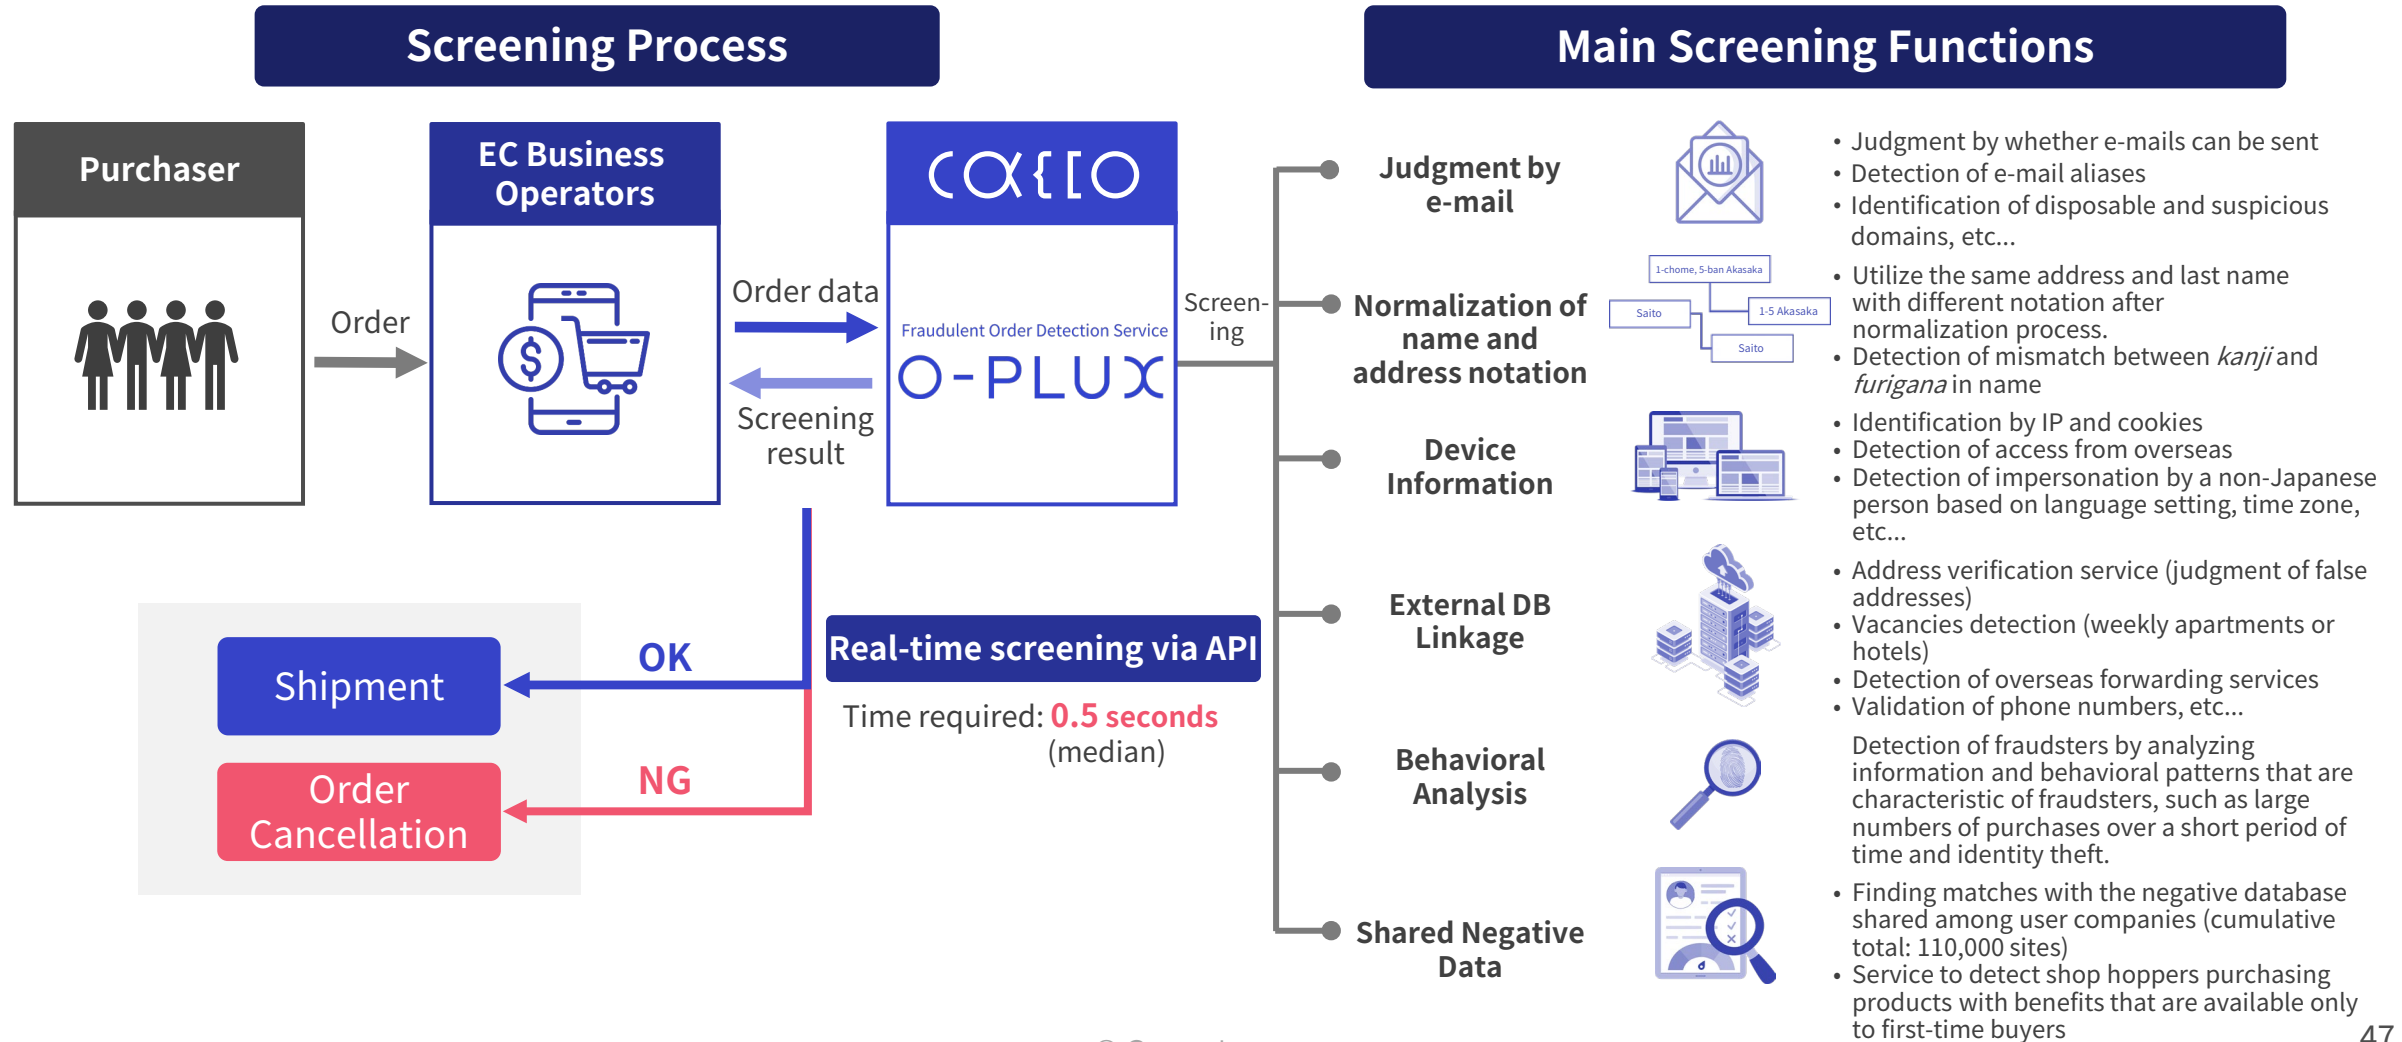 Screening Process
Main Screening Functions
Purchaser
EC Business
Operators
Order
Order data
Screening
result
Fraudulent Order Detection Service
O-PLUX
Screen-
ing
OK
Shipment
NG
Order
Cancellation
Real-time screening via API
Time required: 0.5 seconds
(median)
Judgment by
e-mail
• Judgment by whether e-mails can be sent
• Detection of e-mail aliases
• Identification of disposable and suspicious
domains, etc...
Normalization of
name and
address notation
1-chome, 5-ban Akasaka
1-5 Akasaka
Saito
Saito
• Utilize the same address and last name
with different notation after
normalization process.
• Detection of mismatch between kanji and
furigana in name
Device
Information
• Identification by IP and cookies
• Detection of access from overseas
• Detection of impersonation by a non-Japanese
person based on language setting, time zone,
etc...
External DB
Linkage
• Address verification service (judgment of false
addresses)
• Vacancies detection (weekly apartments or
hotels)
• Detection of overseas forwarding services
• Validation of phone numbers, etc...
Behavioral
Analysis
Detection of fraudsters by analyzing
information and behavioral patterns that are
characteristic of fraudsters, such as large
numbers of purchases over a short period of
time and identity theft.
Shared Negative
Data
• Finding matches with the negative database
shared among user companies (cumulative
total: 110,000 sites)
• Service to detect shop hoppers purchasing
products with benefits that are available only
to first-time buyers
47